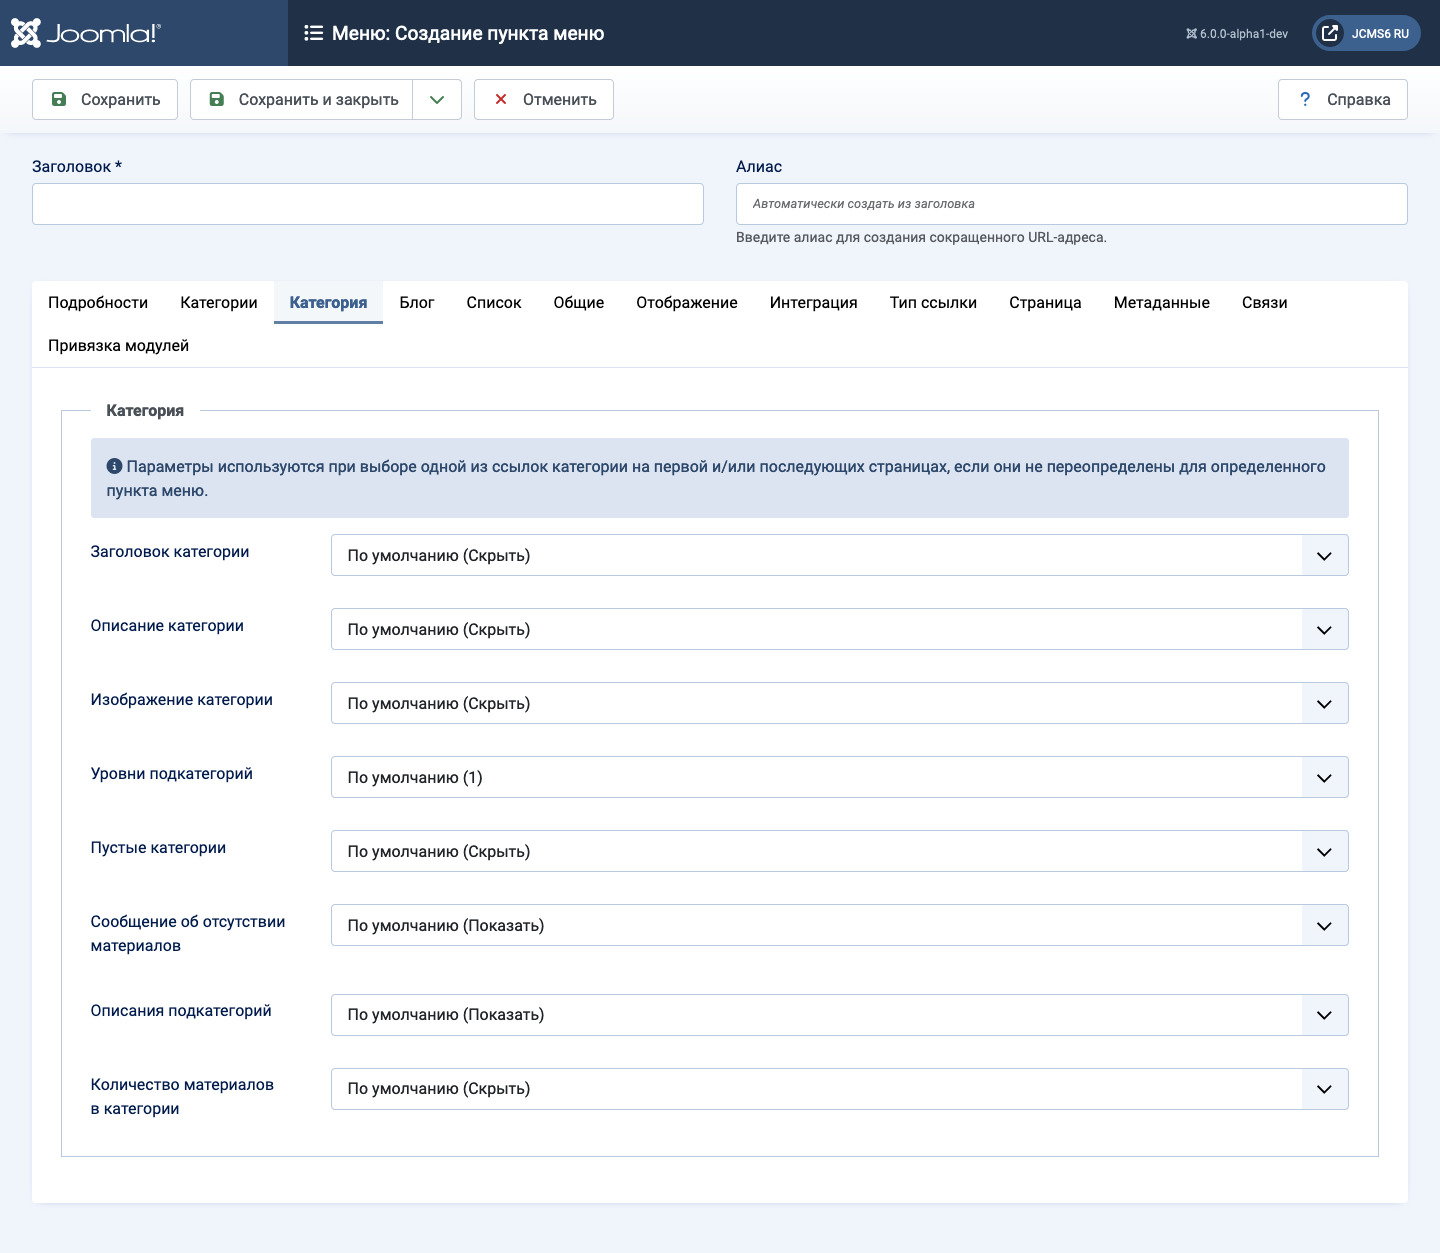 Joomla!®
Меню: Создание пункта меню
6.0.0-alpha1-dev
JCMS6 RU
Сохранить
Сохранить и закрыть
Отменить
? Справка
Заголовок *
Алиас
Автоматически создать из заголовка
Введите алиас для создания сокращенного URL-адреса.
Подробности Категории Категория Блог Список Общие Отображение Интеграция Тип ссылки Страница Метаданные Связи
Привязка модулей
Категория
Параметры используются при выборе одной из ссылок категории на первой и/или последующих страницах, если они не переопределены для определенного
пункта меню.
Заголовок категории
По умолчанию (Скрыть)
Описание категории
По умолчанию (Скрыть)
Изображение категории
По умолчанию (Скрыть)
Уровни подкатегорий
По умолчанию (1)
Пустые категории
По умолчанию (Скрыть)
Сообщение об отсутствии
материалов
По умолчанию (Показать)
Описания подкатегорий
По умолчанию (Показать)
Количество материалов
в категории
По умолчанию (Скрыть)